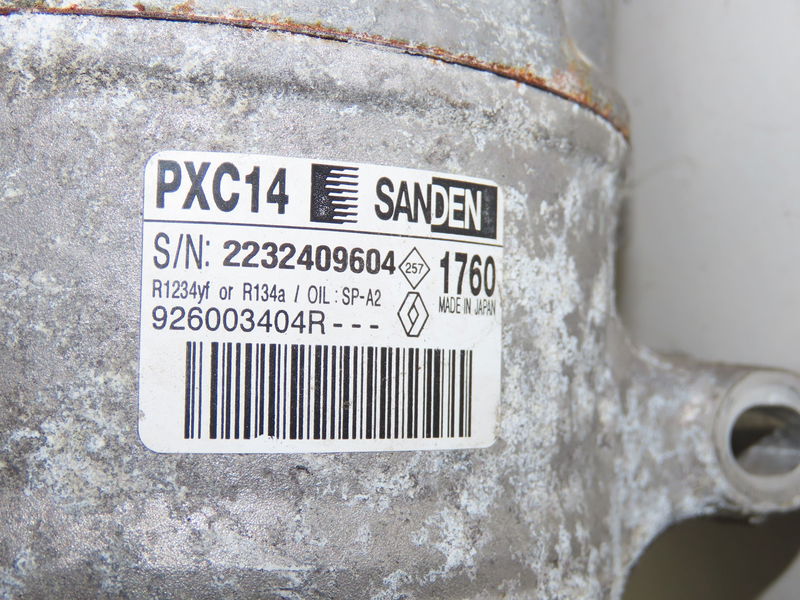 PXC14 SANDEN
S/N: 2232409604 257 1760
MADE IN JAPAN
R1234yf or R134a / OIL : SP-A2
926003404R---